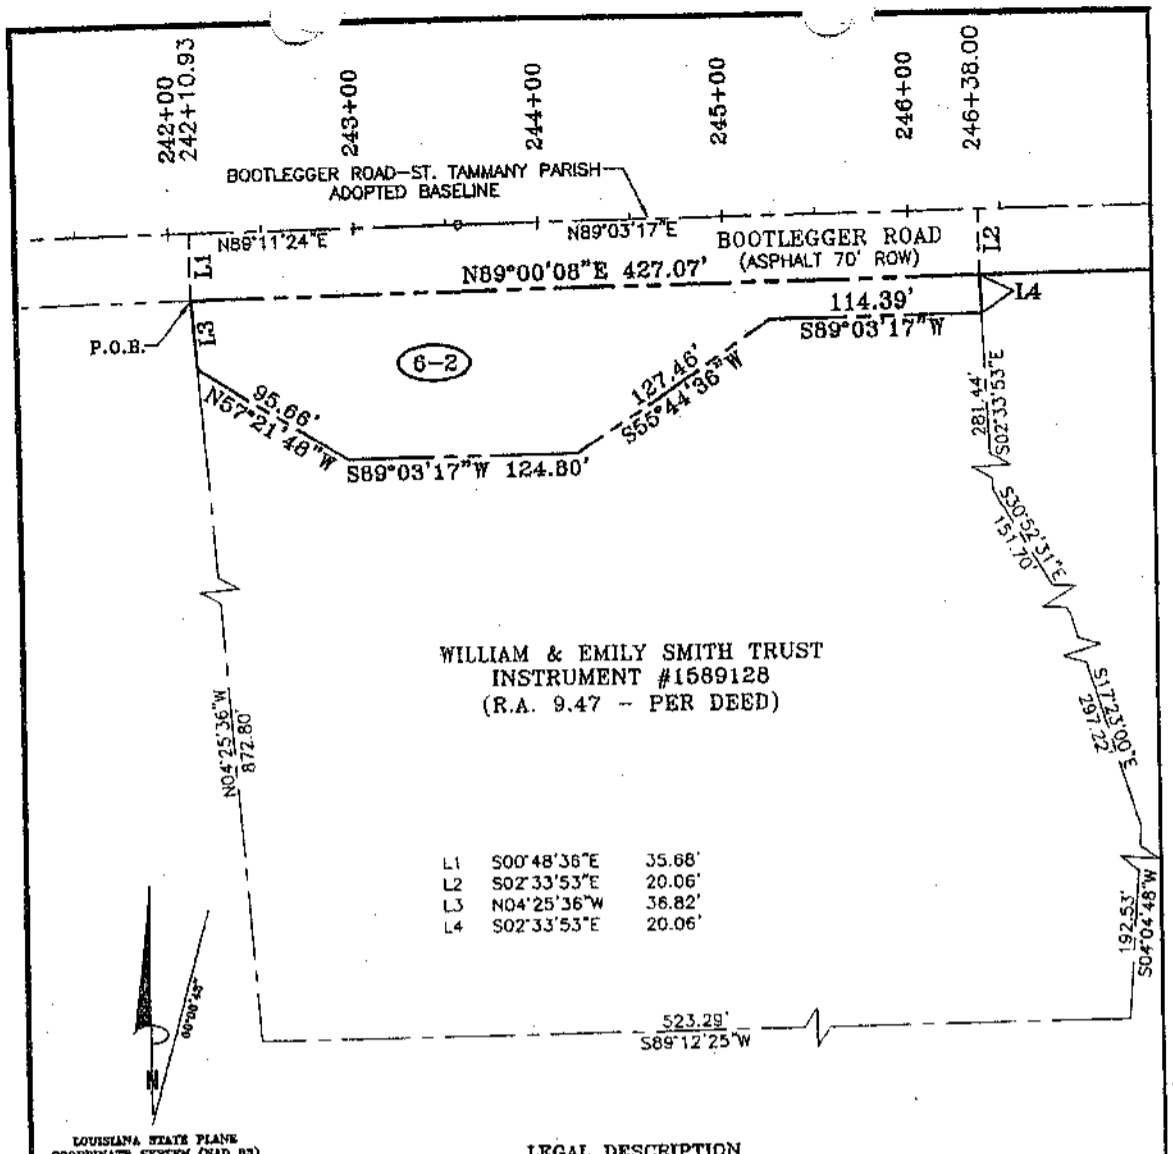 242+00
242+10.93
243+00
244+00
245+00
246+00
246+38.00
BOOTLEGGER ROAD-ST. TAMMANY PARISH
ADOPTED BASELINE
N89°11'24"E
N89°03'17"E
BOOTLEGGER ROAD
(ASPHALT 70' ROW)
L1
L2
N89°00'08"E 427.07'
L4
114.39'
S89°03'17"W
P.O.B.
L3
6-2
95.66'
N57°21'48"W
127.46'
S55°44'36"W
S89°03'17"W 124.80'
281.44'
S02°33'53"E
S30°52'31"E
151.70'
WILLIAM & EMILY SMITH TRUST
INSTRUMENT #1589128
(R.A. 9.47 - PER DEED)
N04°25'36"W
872.80'
S17°23'00"E
297.22
L1 S00°48'36"E 35.68'
L2 S02°33'53"E 20.06'
L3 N04°25'36"W 36.82'
L4 S02°33'53"E 20.06'
192.53'
S04°04'48"W
523.29'
S89°12'25"W
N
LOUISIANA STATE PLANE
COORDINATE SYSTEM (NAD 83)
LEGAL DESCRIPTION